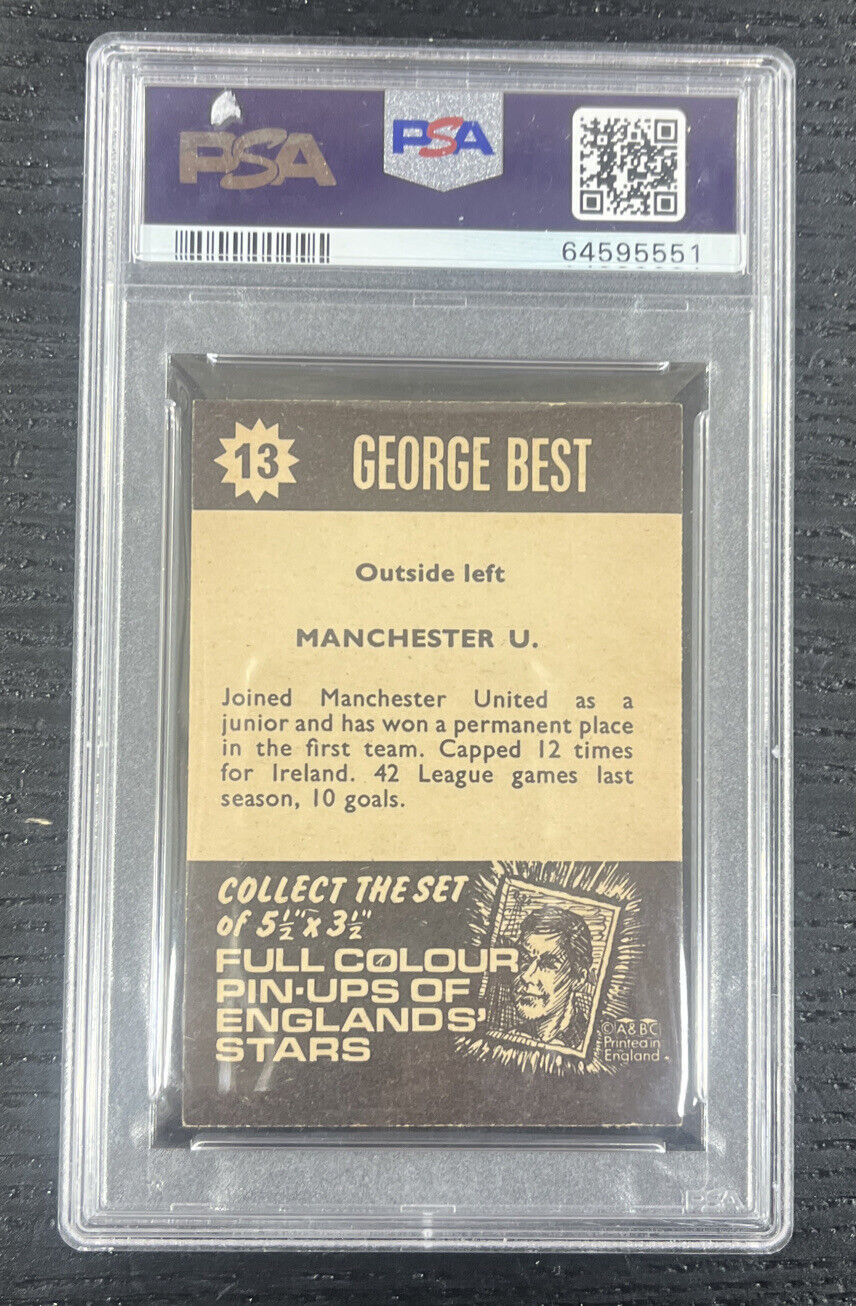 PSA
PSA
64595551
13
GEORGE BEST
Outside left
MANCHESTER U.
Joined Manchester United as a
junior and has won a permanent place
in the first team. Capped 12 times
for Ireland. 42 League games last
season, 10 goals.
COLLECT THE SET
of 5½" x 3½"
FULL COLOUR
PIN-UPS OF
ENGLANDS'
STARS
© A & BC
Printed in
England
PSA